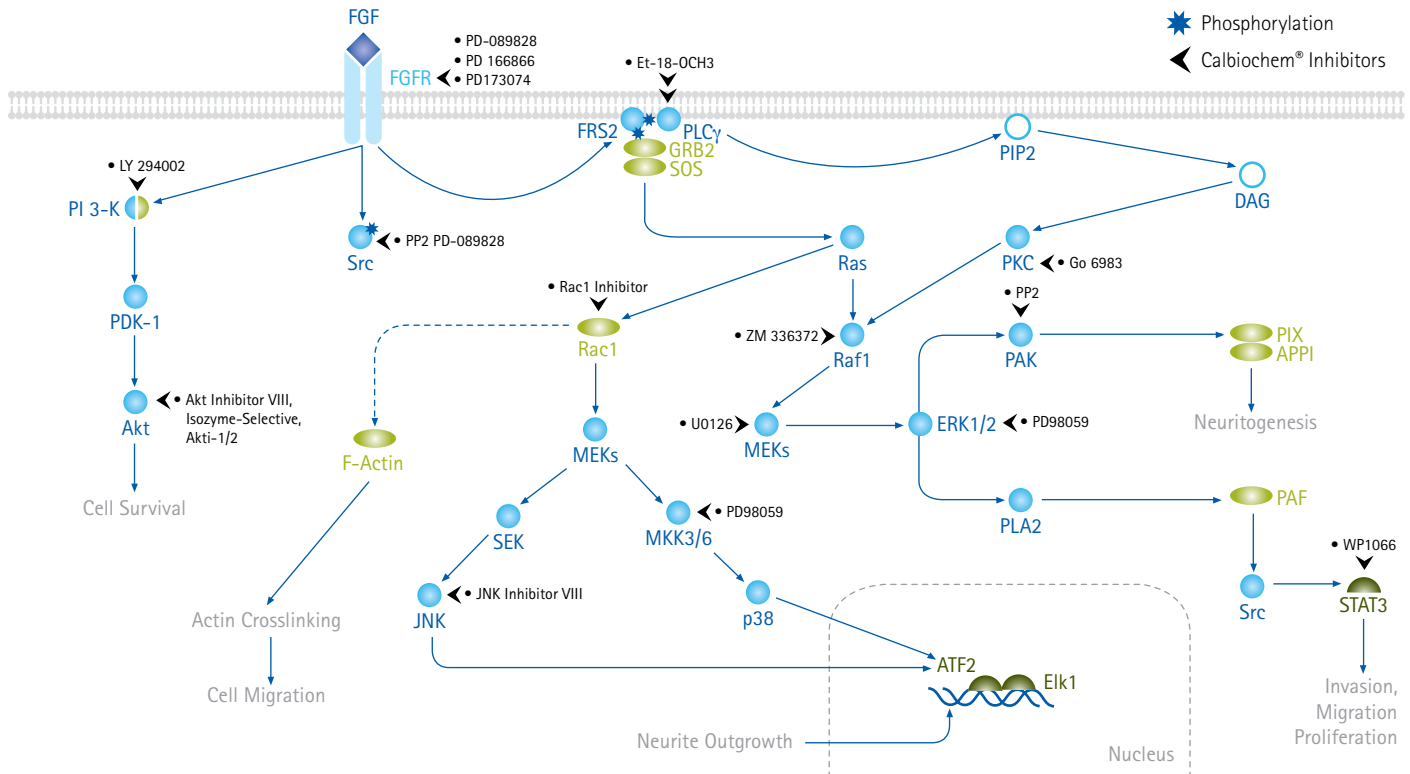 FGF
• PD-089828
• PD 166866
• PD173074
FGFR
Phosphorylation
Calbiochem® Inhibitors
• Et-18-OCH3
FRS2
PLCγ
GRB2
SOS
PIP2
DAG
• LY 294002
PI 3-K
Src
• PP2 PD-089828
Ras
PKC
• Go 6983
PDK-1
• Rac1 Inhibitor
Rac1
• ZM 336372
Raf1
• PP2
PAK
PIX
APPI
Neuritogenesis
Akt
• Akt Inhibitor VIII,
Isozyme-Selective,
Akti-1/2
Cell Survival
F-Actin
MEKs
• U0126
MEKs
ERK1/2
• PD98059
SEK
MKK3/6
• PD98059
PLA2
PAF
JNK
• JNK Inhibitor VIII
p38
Src
• WP1066
STAT3
Actin Crosslinking
Cell Migration
ATF2
Elk1
Neurite Outgrowth
Nucleus
Invasion,
Migration
Proliferation